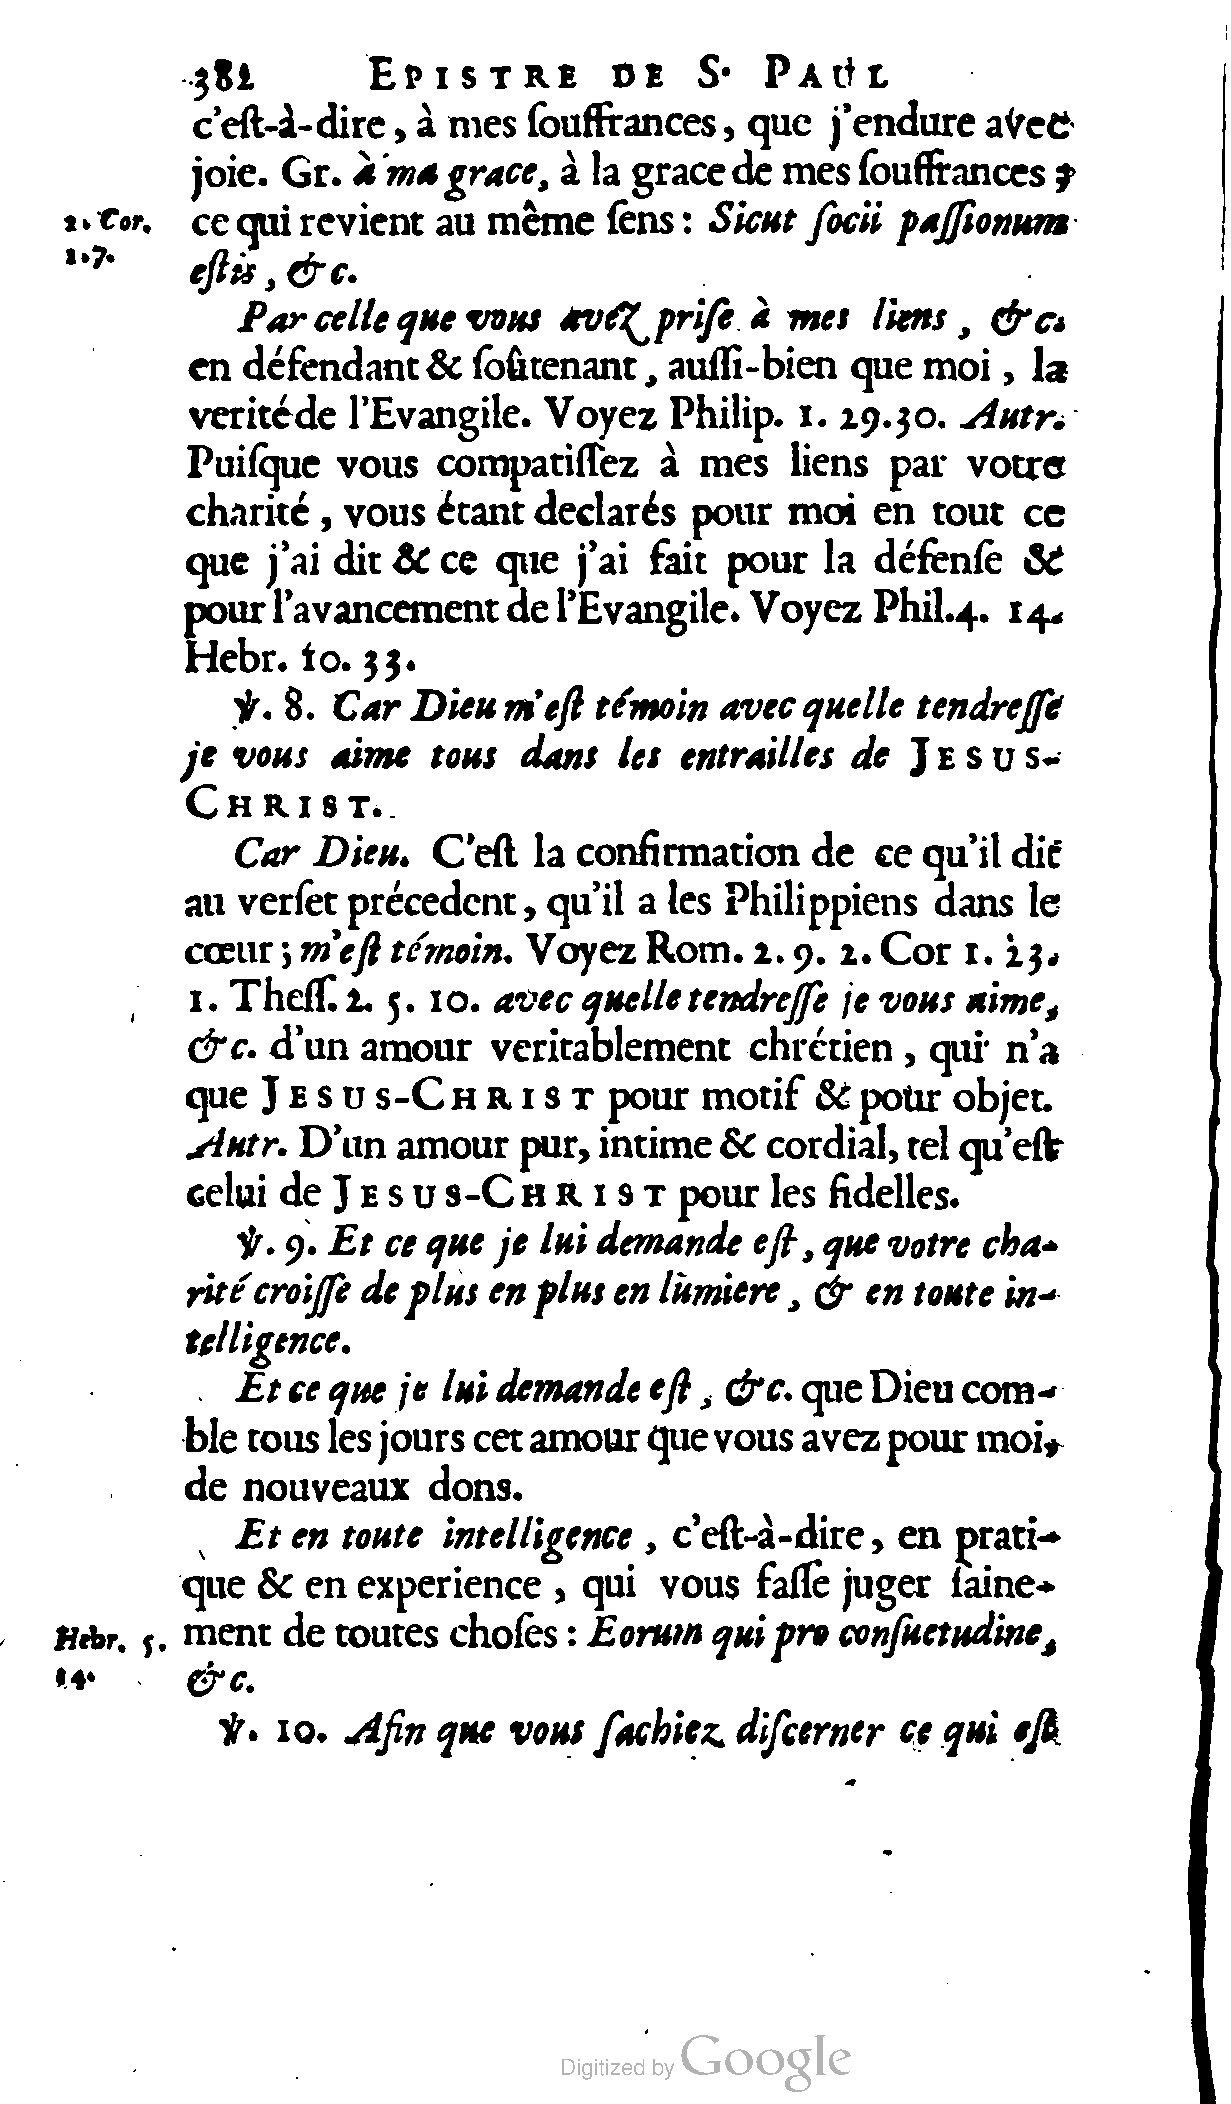 382 EPISTRE DE S. PAUL
c'eſt-à-dire, à mes ſouffrances, que j'endure avec
joie. Gr. à ma grace, à la grace de mes ſouffrances;
2. Cor. ce qui revient au même ſens: Sicut ſocii paſſionum
1.7. eſtis, &c.
Par celle que vous avez priſe à mes liens, &c.
en défendant & ſoûtenant, auſſi-bien que moi, la
verité de l'Evangile. Voyez Philip. 1. 29.30. Autr.
Puiſque vous compatiſſez à mes liens par votre
charité, vous étant declarés pour moi en tout ce
que j'ai dit & ce que j'ai fait pour la défenſe &
pour l'avancement de l'Evangile. Voyez Phil.4. 14.
Hebr. 10. 33.
℣. 8. Car Dieu m'eſt témoin avec quelle tendreſſe
je vous aime tous dans les entrailles de JESUS-
CHRIST.
Car Dieu. C'eſt la confirmation de ce qu'il dit
au verſet précedent, qu'il a les Philippiens dans le
cœur; m'eſt témoin. Voyez Rom. 2. 9. 2. Cor 1. 23.
1. Theſſ. 2. 5. 10. avec quelle tendreſſe je vous aime,
&c. d'un amour veritablement chrétien, qui n'a
que JESUS-CHRIST pour motif & pour objet.
Autr. D'un amour pur, intime & cordial, tel qu'eſt
celui de JESUS-CHRIST pour les fidelles.
℣. 9. Et ce que je lui demande eſt, que votre cha-
rité croiſſe de plus en plus en lumiere, & en toute in-
telligence.
Et ce que je lui demande eſt, &c. que Dieu com-
ble tous les jours cet amour que vous avez pour moi,
de nouveaux dons.
Et en toute intelligence, c'eſt-à-dire, en prati-
que & en experience, qui vous faſſe juger ſaine-
Hebr. 5. ment de toutes choſes: Eorum qui pro conſuetudine,
14. &c.
℣. 10. Afin que vous ſachiez diſcerner ce qui eſt
Digitized by Google